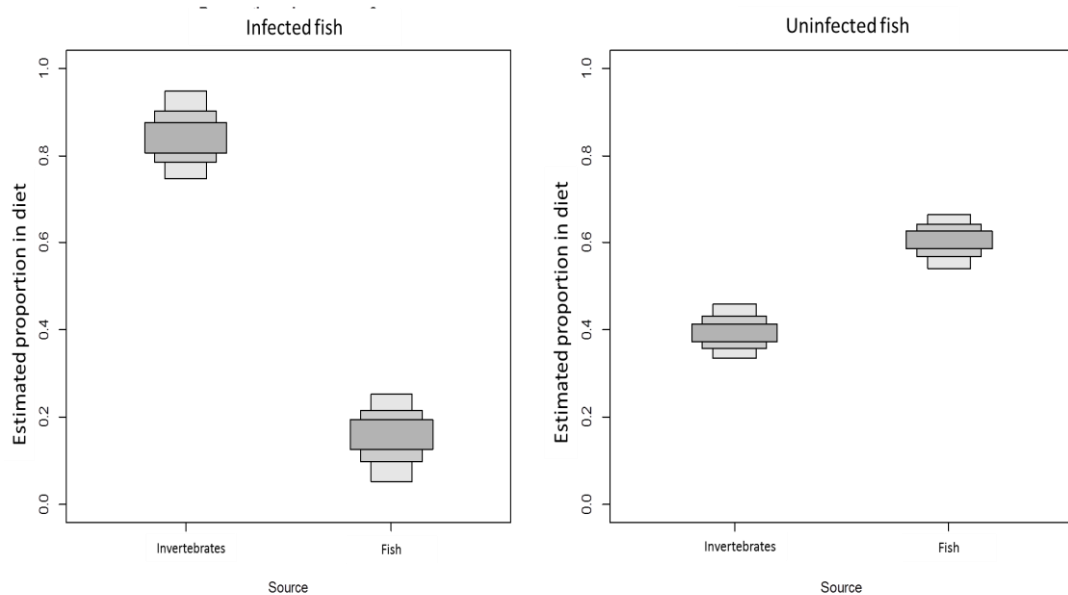 Infected fish
Estimated proportion in diet
1.0
0.8
0.6
0.4
0.2
0.0
Invertebrates
Fish
Source
Uninfected fish
Estimated proportion in diet
1.0
0.8
0.6
0.4
0.2
0.0
Invertebrates
Fish
Source